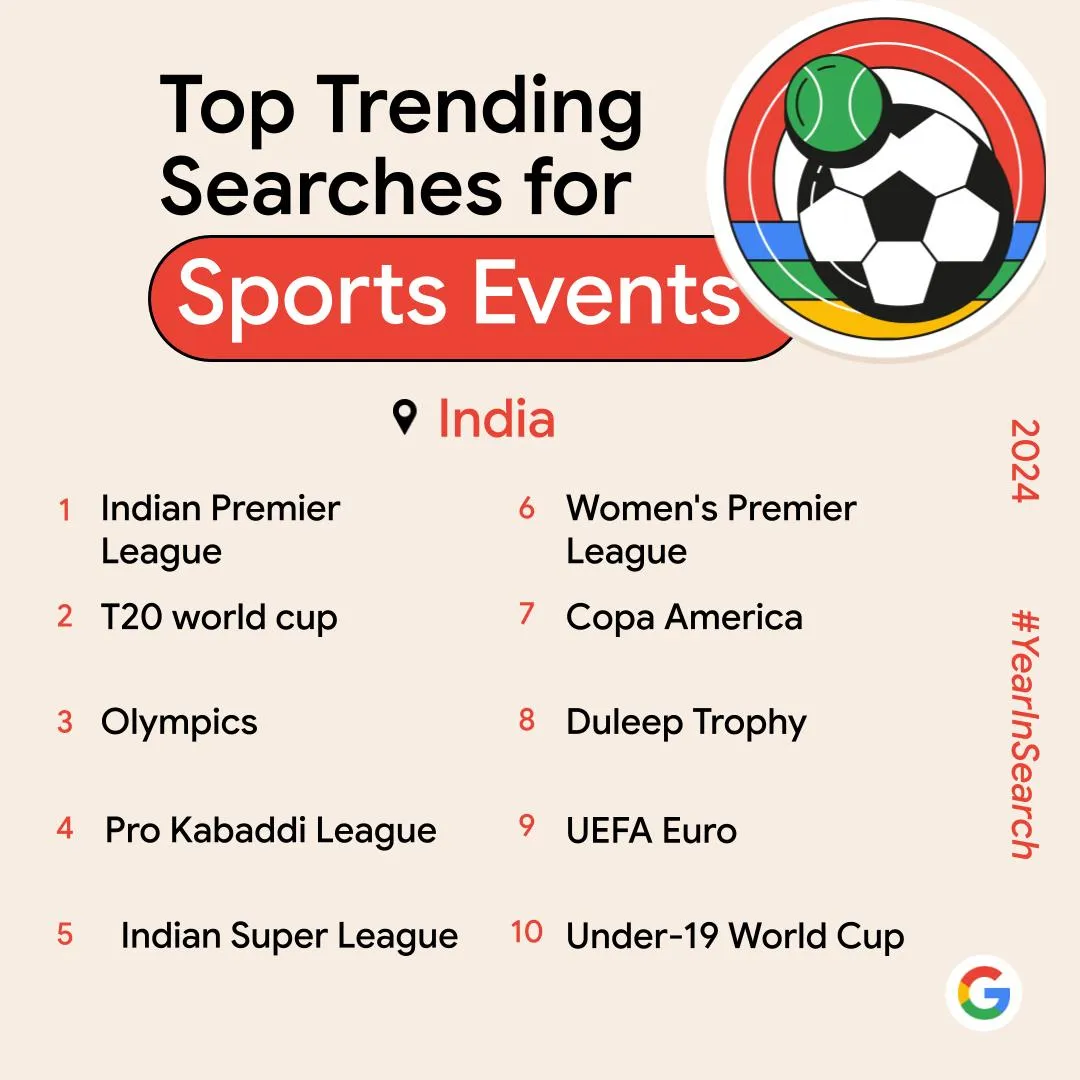 Top Trending
Searches for
Sports Events
India
1 Indian Premier
League
2 T20 world cup
3 Olympics
4 Pro Kabaddi League
5 Indian Super League
6 Women's Premier
League
7 Copa America
8 Duleep Trophy
9 UEFA Euro
10 Under-19 World Cup
2024
#YearInSearch
G